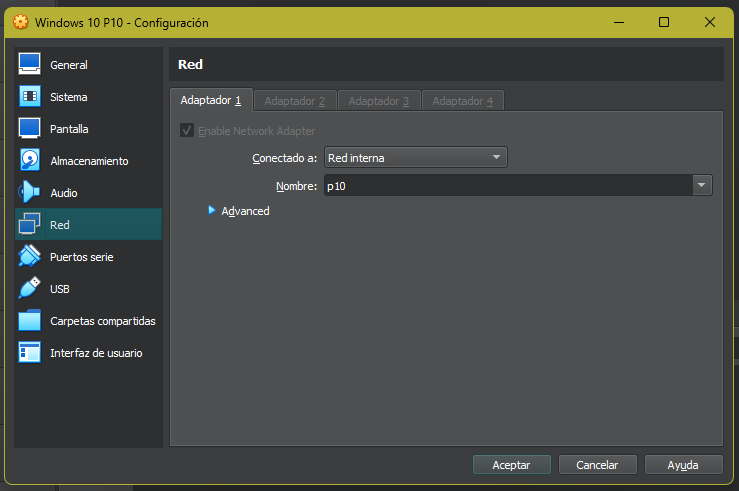 Windows 10 P10 - Configuración
General
Sistema
Pantalla
Almacenamiento
Audio
Red
Puertos serie
USB
Carpetas compartidas
Interfaz de usuario
Red
Adaptador 1 Adaptador 2 Adaptador 3 Adaptador 4
Enable Network Adapter
Conectado a: Red interna
Nombre: p10
Advanced
Aceptar Cancelar Ayuda